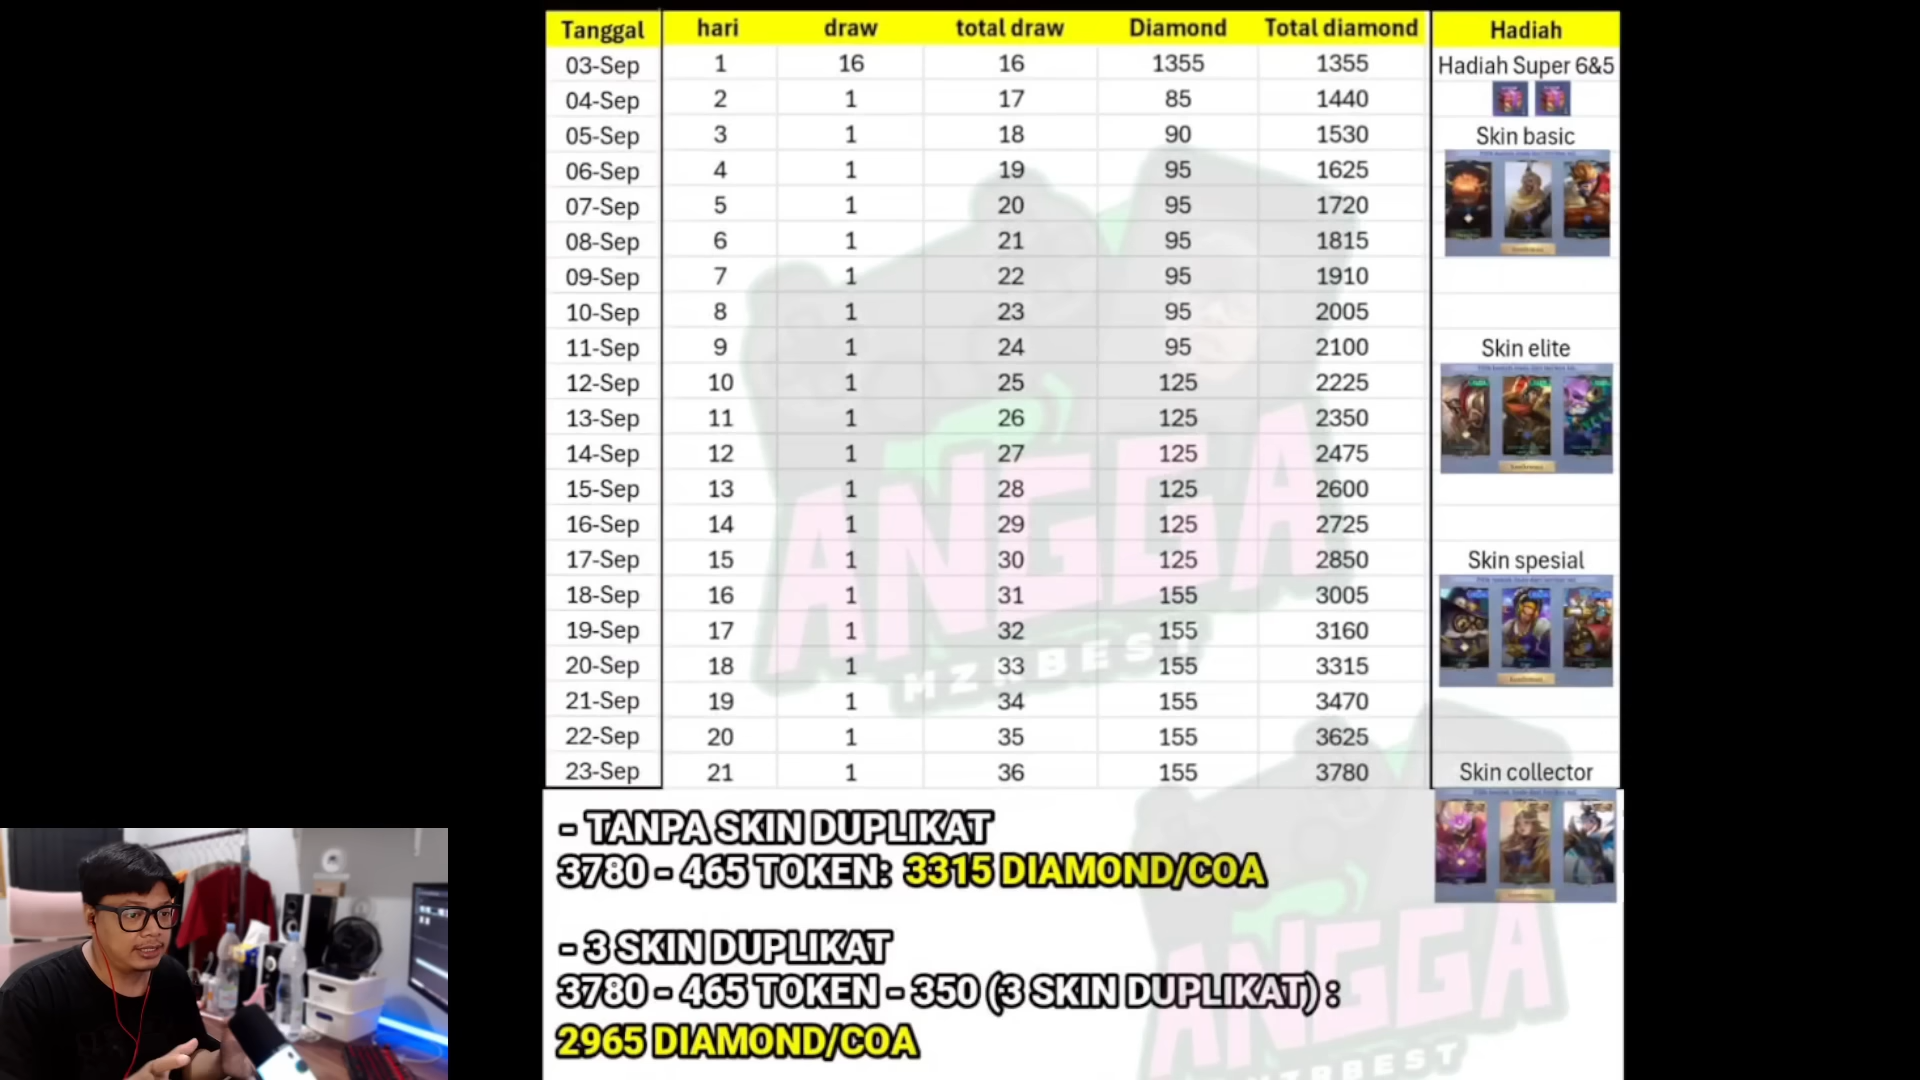 Tanggal hari draw total draw Diamond Total diamond Hadiah
03-Sep 1 16 16 1355 1355 Hadiah Super 6&5
04-Sep 2 1 17 85 1440
05-Sep 3 1 18 90 1530 Skin basic
06-Sep 4 1 19 95 1625
07-Sep 5 1 20 95 1720
08-Sep 6 1 21 95 1815
09-Sep 7 1 22 95 1910
10-Sep 8 1 23 95 2005
11-Sep 9 1 24 95 2100 Skin elite
12-Sep 10 1 25 125 2225
13-Sep 11 1 26 125 2350
14-Sep 12 1 27 125 2475
15-Sep 13 1 28 125 2600
16-Sep 14 1 29 125 2725
17-Sep 15 1 30 125 2850 Skin spesial
18-Sep 16 1 31 155 3005
19-Sep 17 1 32 155 3160
20-Sep 18 1 33 155 3315
21-Sep 19 1 34 155 3470
22-Sep 20 1 35 155 3625
23-Sep 21 1 36 155 3780 Skin collector
ANGGA
MZRBEST
- TANPA SKIN DUPLIKAT
3780 - 465 TOKEN: 3315 DIAMOND/COA
- 3 SKIN DUPLIKAT
3780 - 465 TOKEN - 350 (3 SKIN DUPLIKAT) :
2965 DIAMOND/COA
ANGGA
MZRBEST